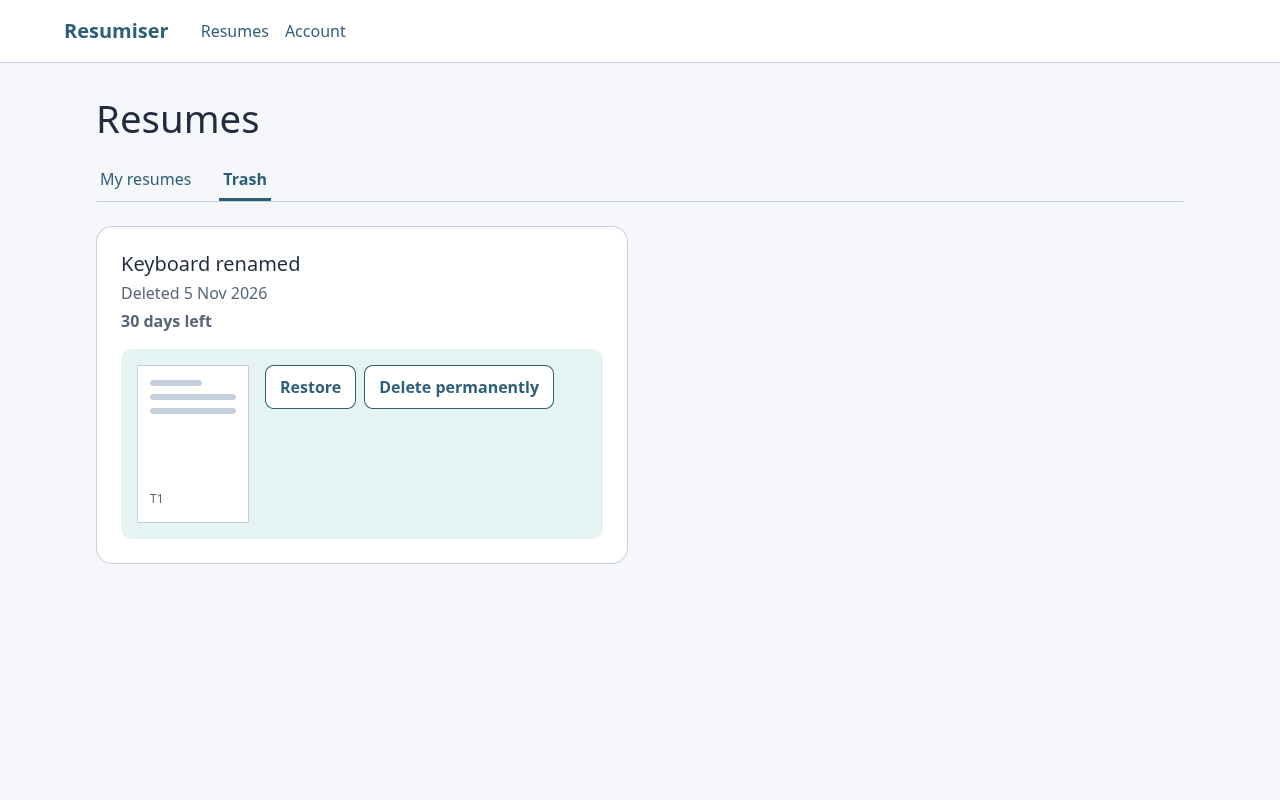 Resumiser Resumes Account
Resumes
My resumes Trash
Keyboard renamed
Deleted 5 Nov 2026
30 days left
Restore Delete permanently
T1